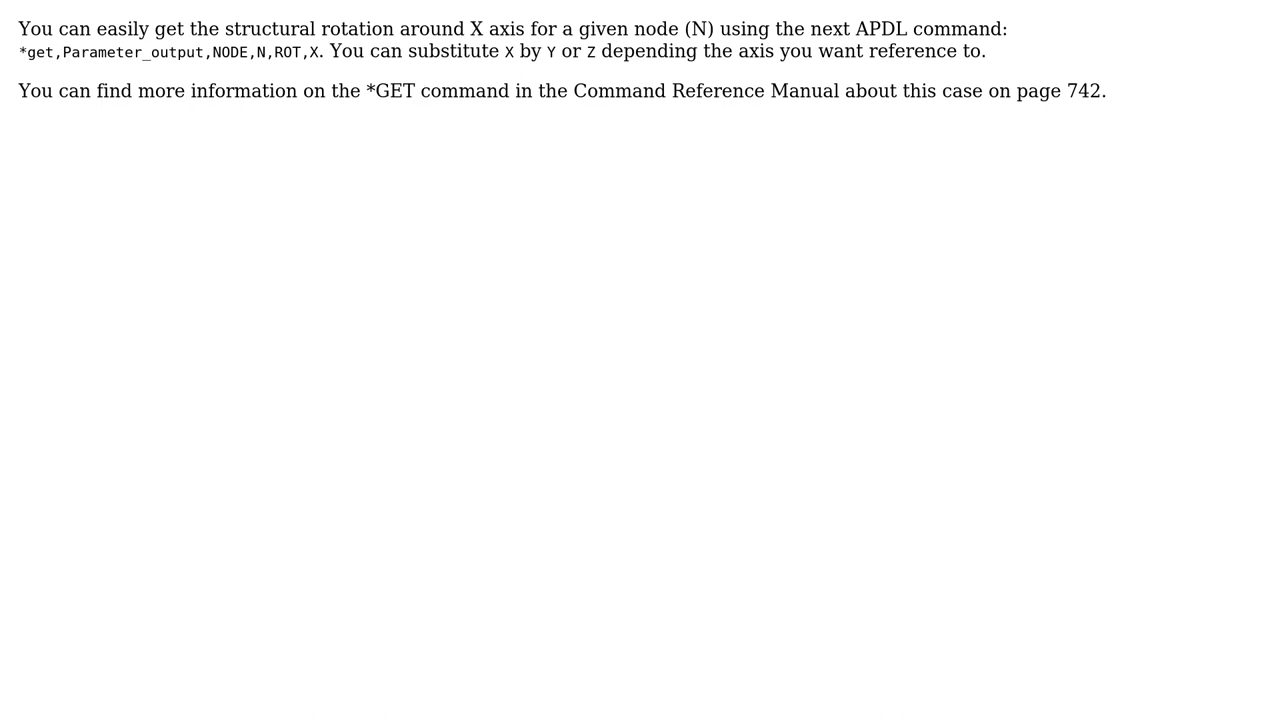 You can easily get the structural rotation around X axis for a given node (N) using the next APDL command:
*get,Parameter_output,NODE,N,ROT,X. You can substitute X by Y or Z depending the axis you want reference to.
You can find more information on the *GET command in the Command Reference Manual about this case on page 742.